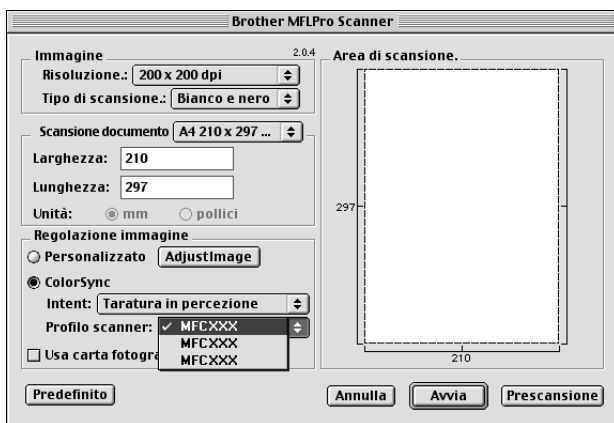 Brother MFLPro Scanner
Immagine
2.0.4
Risoluzione.: 200 x 200 dpi
Tipo di scansione.: Bianco e nero
Scansione documento A4 210 x 297 ...
Larghezza: 210
Lunghezza: 297
Unità: mm pollici
Regolazione immagine
Personalizzato AdjustImage
ColorSync
Intent: Taratura in percezione
Profilo scanner: ✓ MFCXXX
MFCXXX
MFCXXX
Usa carta fotogra
Area di scansione.
297
210
Predefinito
Annulla Avvia Prescansione